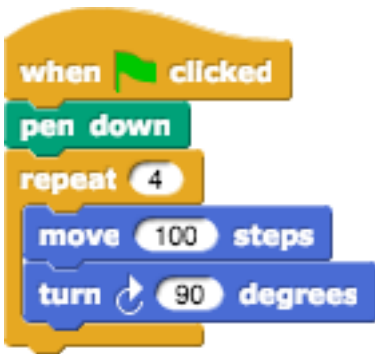 when clicked
pen down
repeat 4
move 100 steps
turn 90 degrees